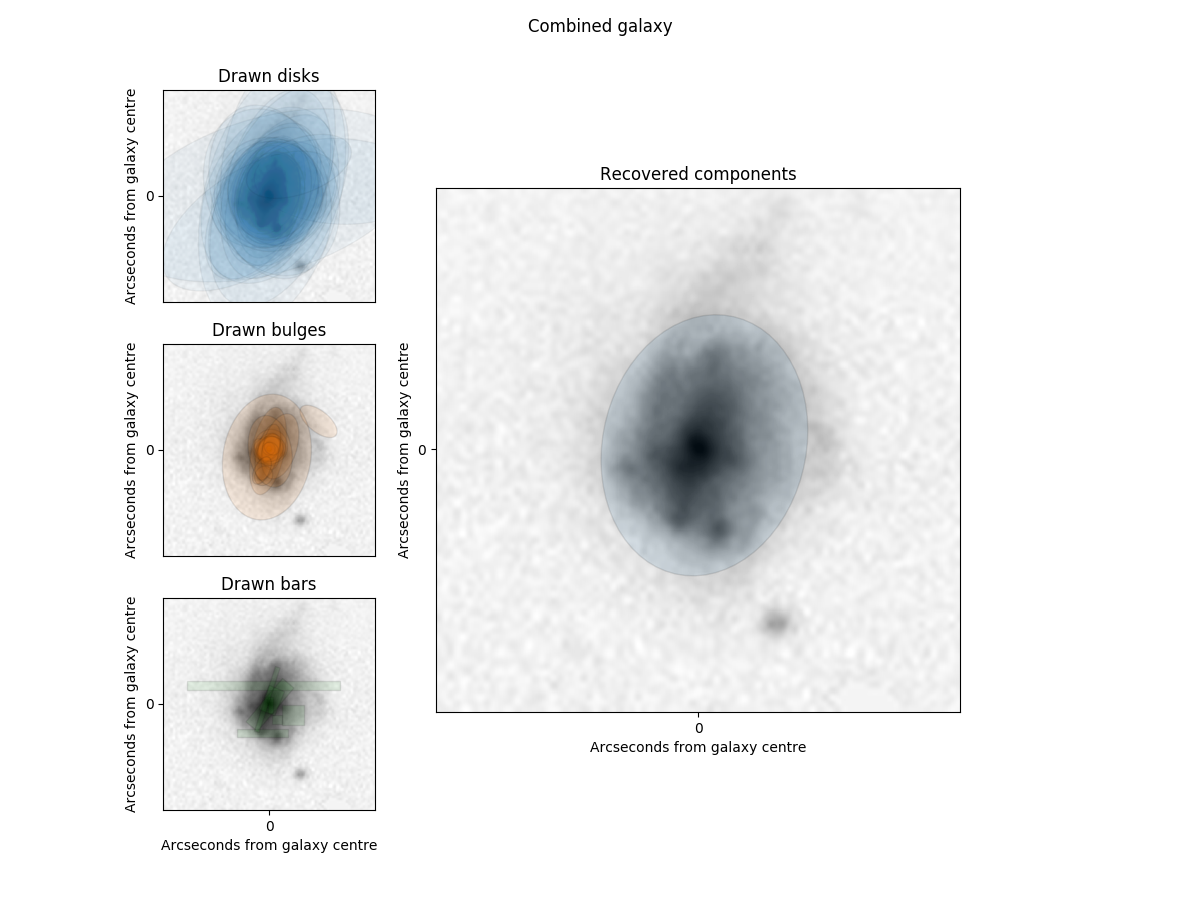 Combined galaxy
Drawn disks
Arcseconds from galaxy centre
0
Drawn bulges
Arcseconds from galaxy centre
0
Drawn bars
Arcseconds from galaxy centre
0
0
Arcseconds from galaxy centre
Recovered components
Arcseconds from galaxy centre
0
0
Arcseconds from galaxy centre